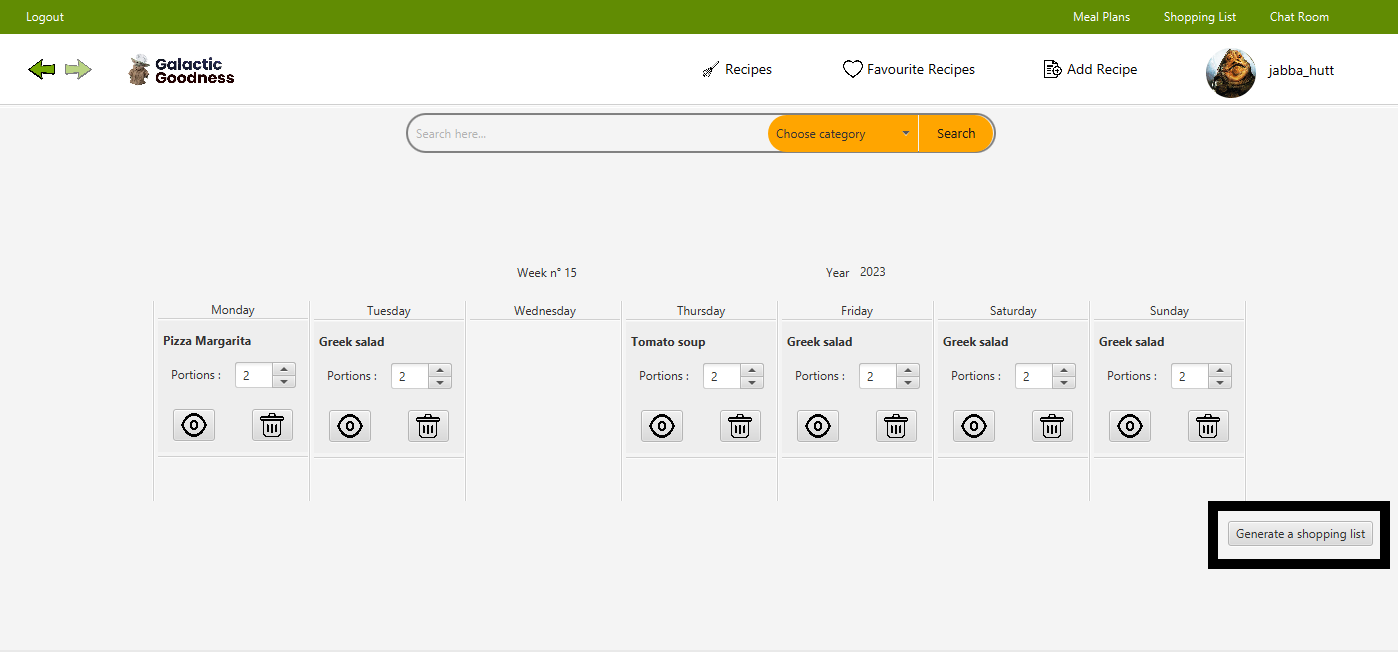 Logout Meal Plans Shopping List Chat Room
Galactic
Goodness
Recipes Favourite Recipes Add Recipe jabba_hutt
Search here... Choose category Search
Week n° 15 Year 2023
Monday Tuesday Wednesday Thursday Friday Saturday Sunday
Pizza Margarita Greek salad Tomato soup Greek salad Greek salad Greek salad
Portions : 2 Portions : 2 Portions : 2 Portions : 2 Portions : 2 Portions : 2
Generate a shopping list